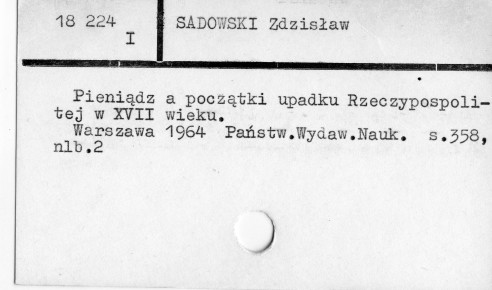 18 224
I
SADOWSKI Zdzisław
Pieniądz a początki upadku Rzeczypospoli-
tej w XVII wieku.
Warszawa 1964 Państw.Wydaw.Nauk. s.358,
nlb.2